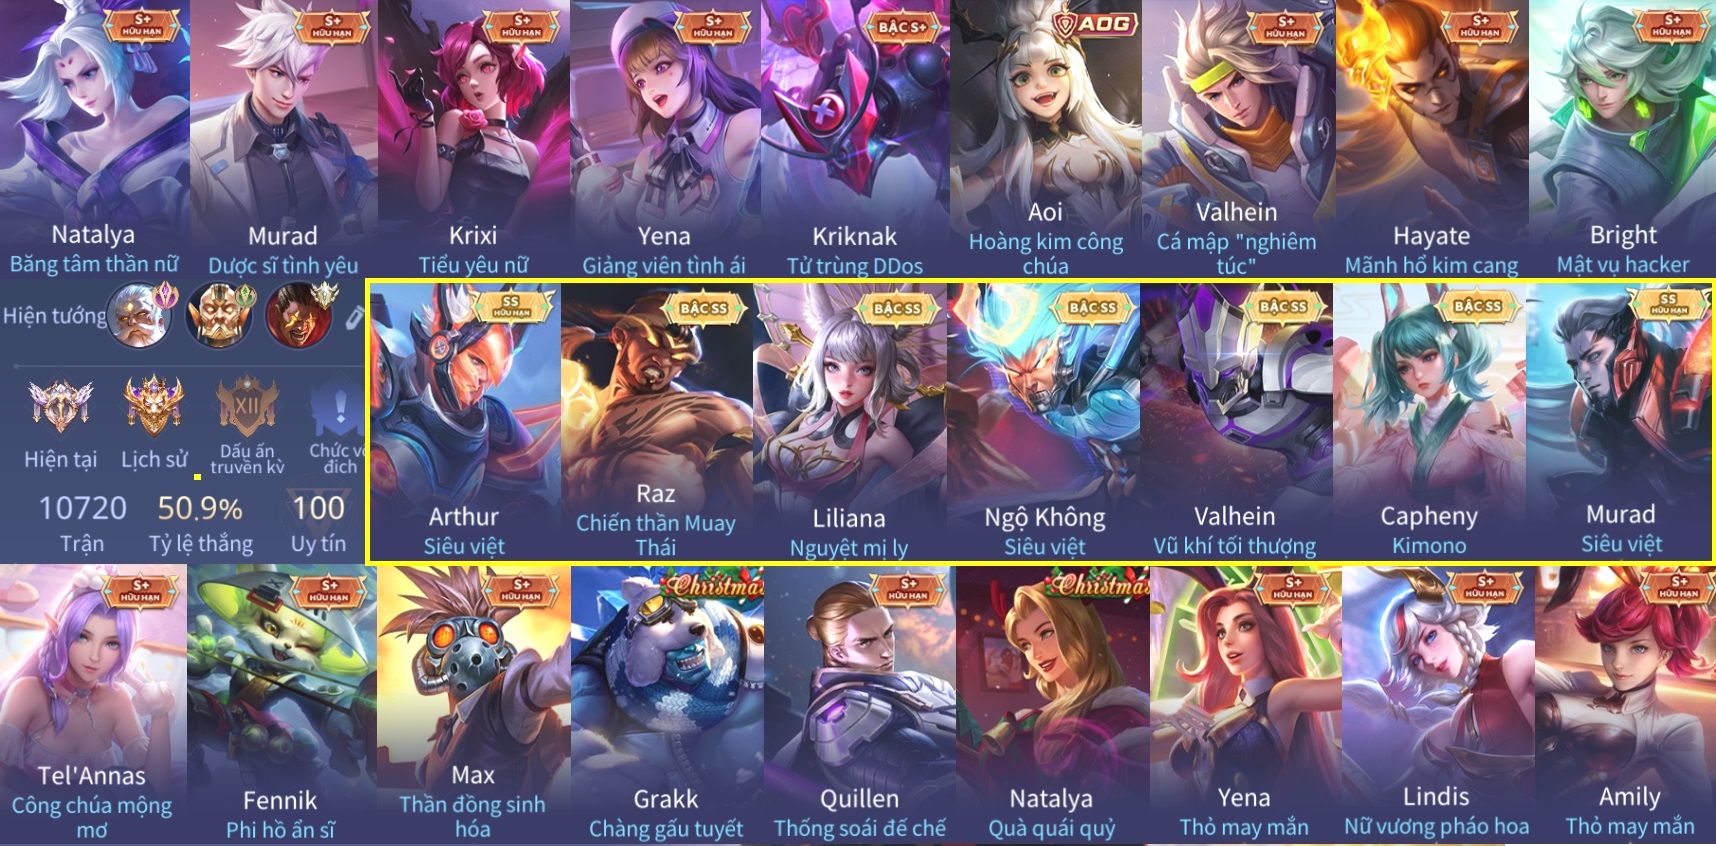 S+
HỮU HẠN
Natalya
Băng tâm thần nữ
S+
HỮU HẠN
Murad
Dược sĩ tình yêu
S+
HỮU HẠN
Krixi
Tiểu yêu nữ
S+
HỮU HẠN
Yena
Giảng viên tình ái
BẬC S+
Kriknak
Tử trùng DDos
AOG
Aoi
Hoàng kim công
chúa
S+
HỮU HẠN
Valhein
Cá mập "nghiêm
túc"
S+
HỮU HẠN
Hayate
Mãnh hổ kim cang
S+
HỮU HẠN
Bright
Mật vụ hacker
Hiện tướng
XII
Hiện tại
Lịch sử
Dấu ấn
truyền kỳ
Chức vô
địch
10720
Trận
50.9%
Tỷ lệ thắng
100
Uy tín
SS
HỮU HẠN
Arthur
Siêu việt
BẬC SS
Raz
Chiến thần Muay
Thái
BẬC SS
Liliana
Nguyệt mị ly
BẬC SS
Ngộ Không
Siêu việt
BẬC SS
Valhein
Vũ khí tối thượng
BẬC SS
Capheny
Kimono
SS
HỮU HẠN
Murad
Siêu việt
S+
HỮU HẠN
Tel'Annas
Công chúa mộng
mơ
S+
HỮU HẠN
Fennik
Phi hồ ẩn sĩ
S+
HỮU HẠN
Max
Thần đồng sinh
hóa
Christmas
Grakk
Chàng gấu tuyết
S+
HỮU HẠN
Quillen
Thống soái đế chế
Christmas
Natalya
Quà quái quỷ
S+
HỮU HẠN
Yena
Thỏ may mắn
S+
HỮU HẠN
Lindis
Nữ vương pháo hoa
S+
HỮU HẠN
Amily
Thỏ may mắn